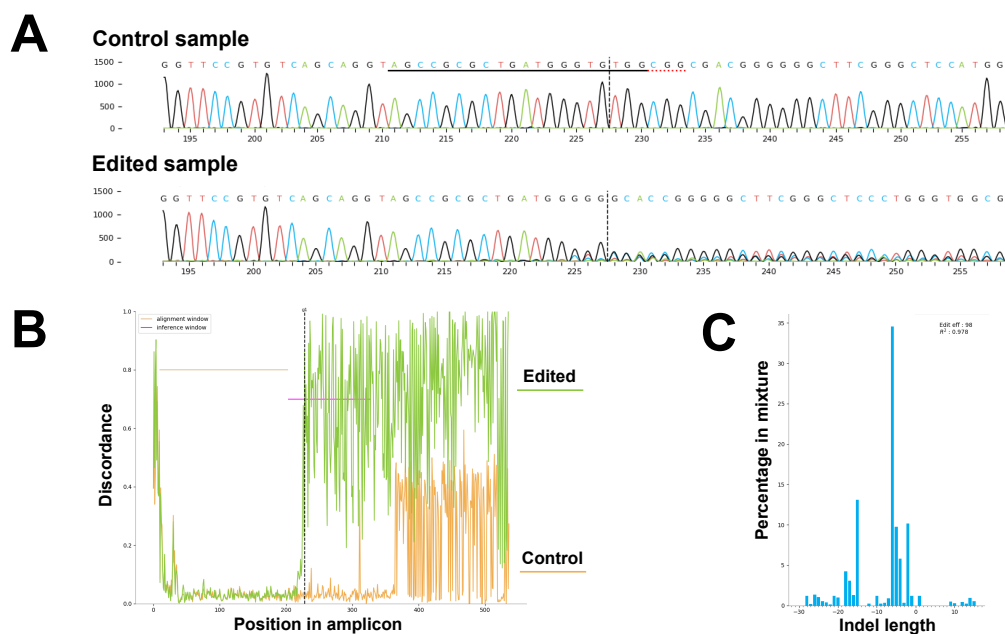 A
Control sample
G G T T C C G T G T C A G C A G G T A G C C G C G C T G A T G G G T G T G G C G G C G A C G G G G G G C T T C G G G C T C C A T G G
1500
1000
500
0
195 200 205 210 215 220 225 230 235 240 245 250 255
Edited sample
G G T T C C G T G T C A G C A G G T A G C C G C G C T G A T G G G G G G C A C C G G G G G C T T C G G G C T C C C T G G G T G G C G
1500
1000
500
0
195 200 205 210 215 220 225 230 235 240 245 250 255
B
alignment window
inference window
1.0
0.8
0.6
0.4
0.2
0.0
Discordance
0 100 200 300 400 500
Position in amplicon
Edited
Control
C
Edit eff : 98
R² : 0.978
35
30
25
20
15
10
5
0
Percentage in mixture
−30 −20 −10 0 10
Indel length